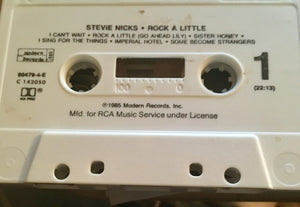 STEVIE NICKS • ROCK A LITTLE
I CAN'T WAIT • ROCK A LITTLE (GO AHEAD LILY) • SISTER HONEY •
I SING FOR THE THINGS • IMPERIAL HOTEL • SOME BECOME STRANGERS
modern
records
90479-4-E
C 142050
1
(22:13)
100
0
℗1985 Modern Records, Inc.
Mfd. for RCA Music Service under License